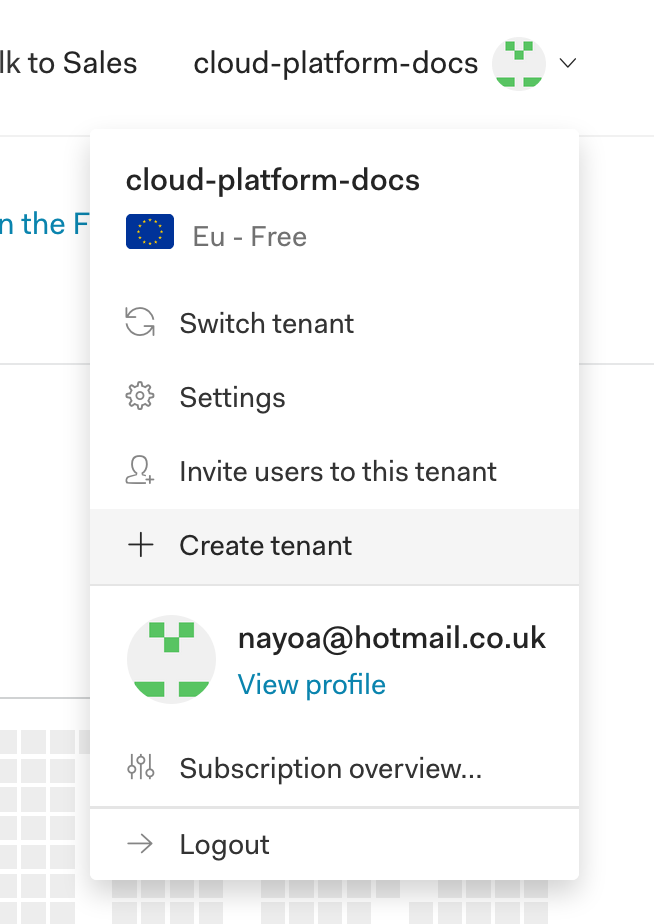 lk to Sales
cloud-platform-docs
n the F
cloud-platform-docs
Eu - Free
Switch tenant
Settings
Invite users to this tenant
Create tenant
nayoa@hotmail.co.uk
View profile
Subscription overview...
Logout